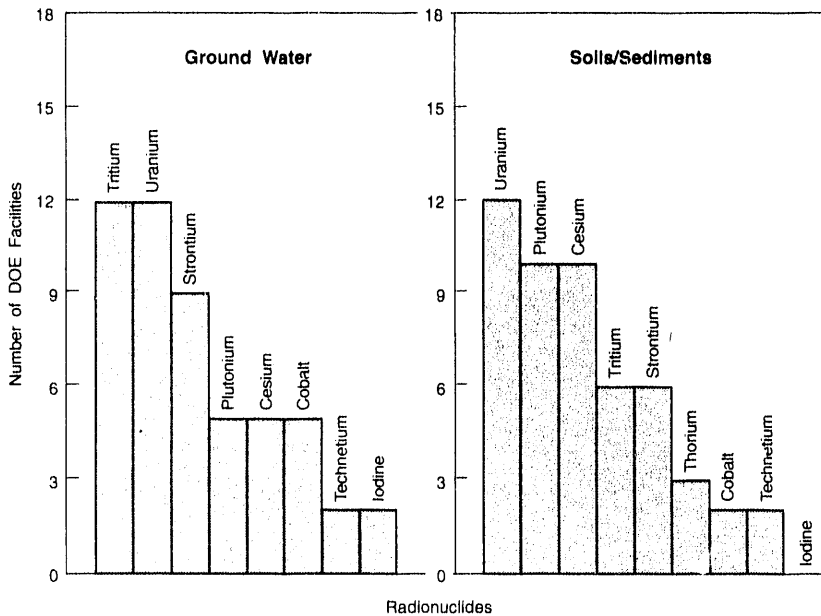 Ground Water
Number of DOE Facilities
18
15
12
9
6
3
0
Tritium
Uranium
Strontium
Plutonium
Cesium
Cobalt
Technetium
Iodine
Soils/Sediments
18
15
12
9
6
3
0
Uranium
Plutonium
Cesium
Tritium
Strontium
Thorium
Cobalt
Technetium
Iodine
Radionuclides